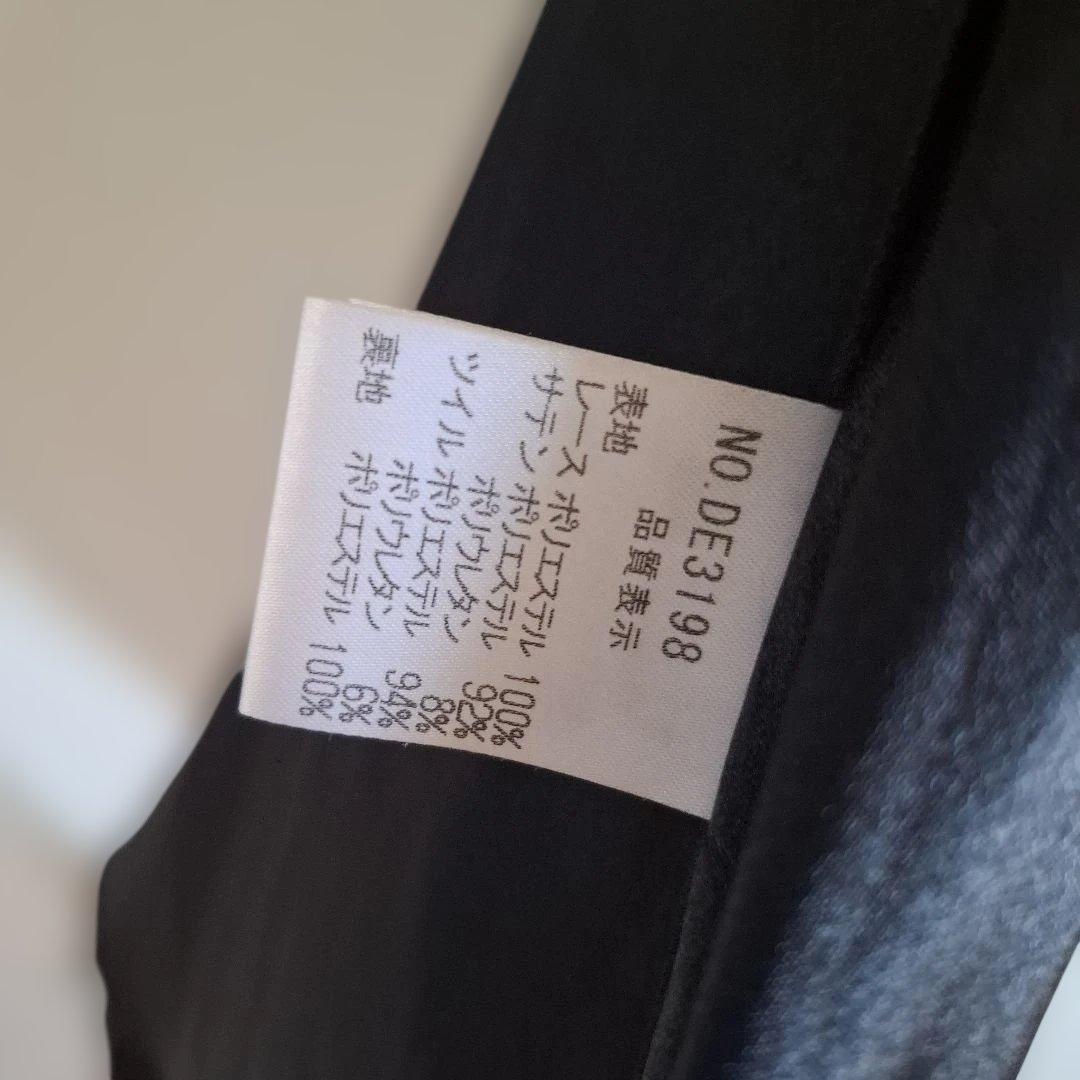 NO.DE3198
品質表示
表地
レース ポリエステル 100%
サテン ポリエステル 92%
ポリウレタン 8%
ツイル ポリエステル 94%
ポリウレタン 6%
裏地 ポリエステル 100%